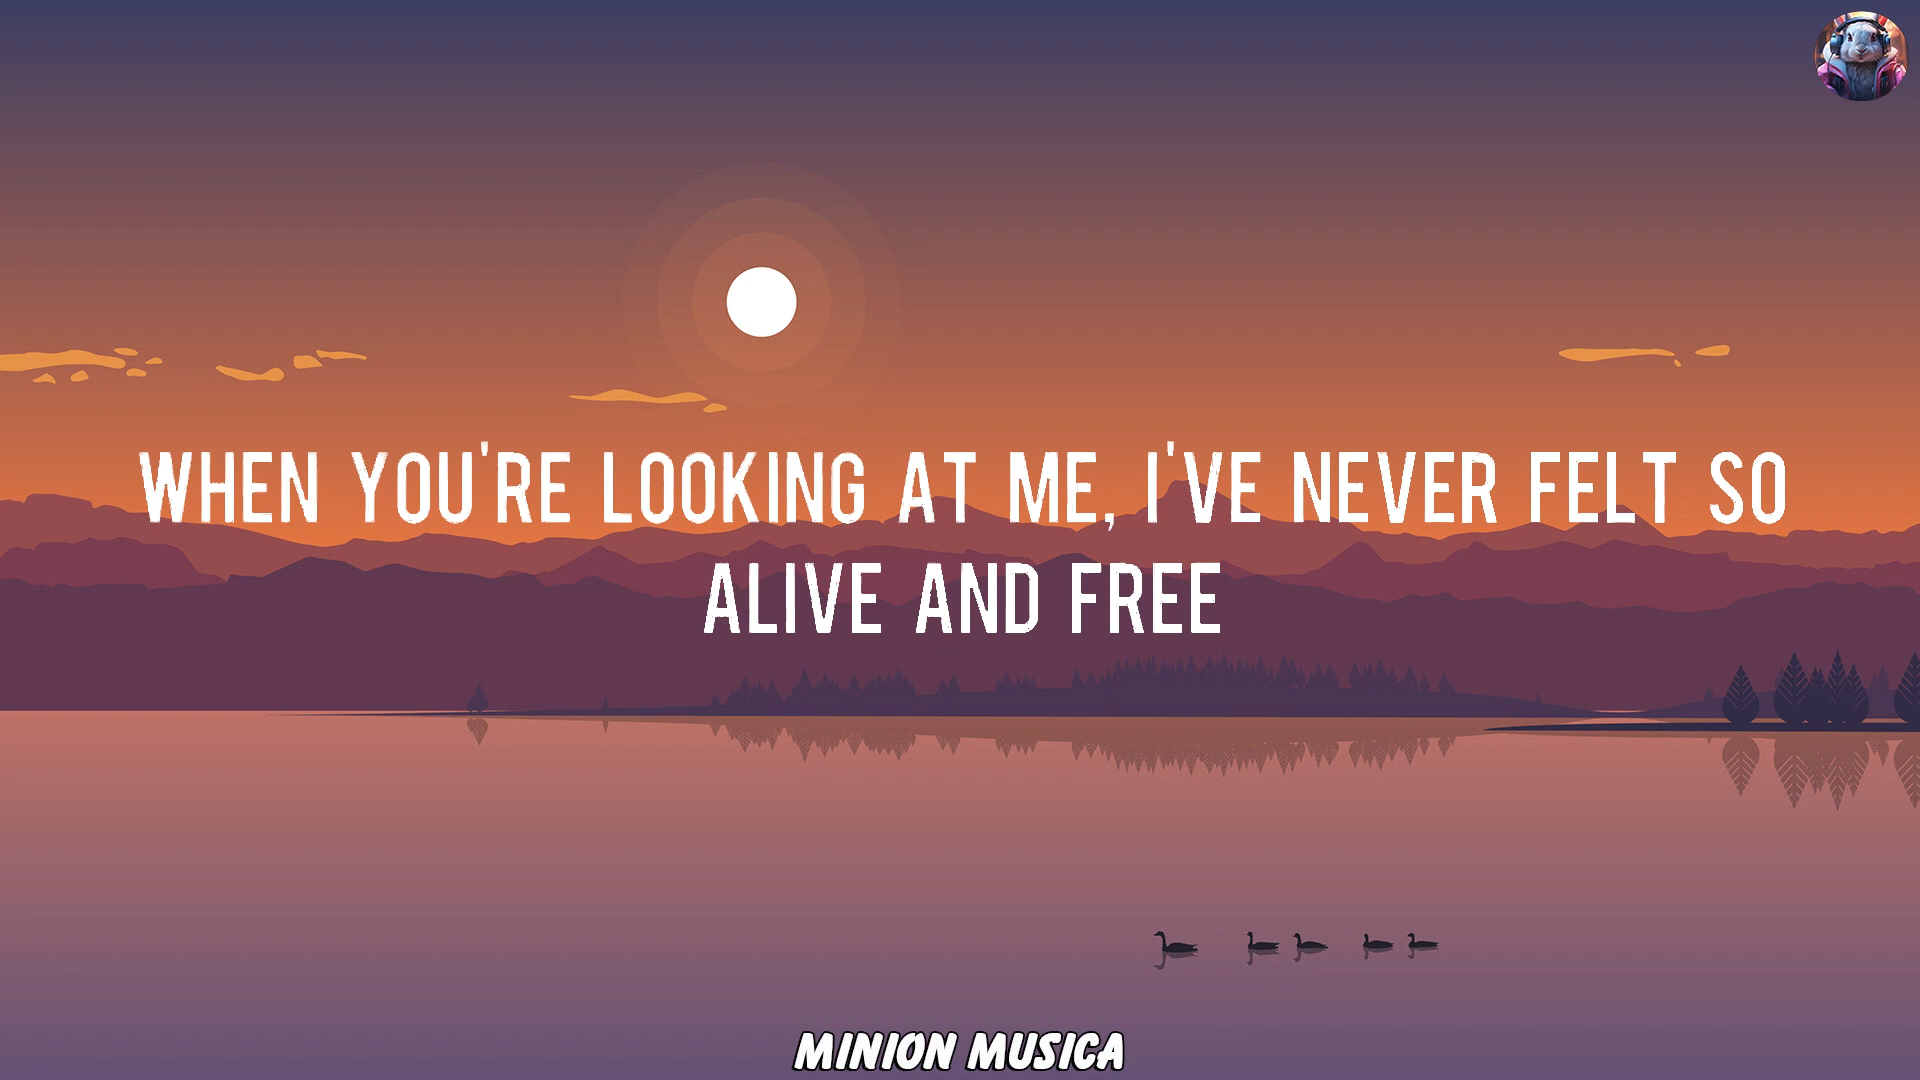 WHEN YOU'RE LOOKING AT ME, I'VE NEVER FELT SO
ALIVE AND FREE
MINION MUSICA